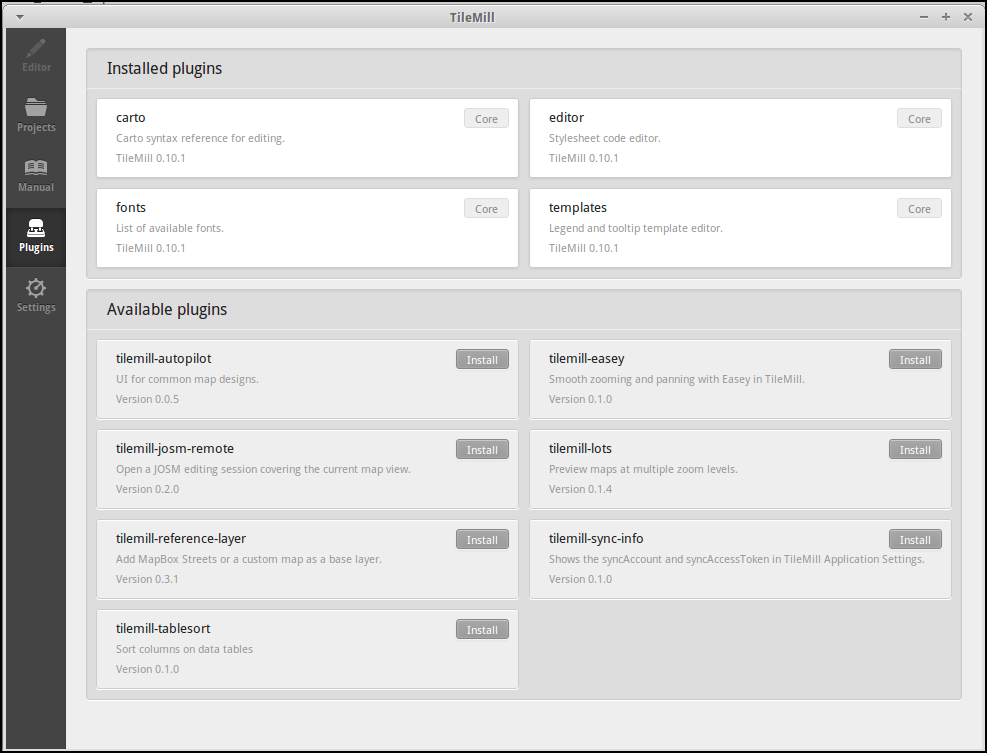 TileMill
Editor
Projects
Manual
Plugins
Settings
Installed plugins
carto
Core
Carto syntax reference for editing.
TileMill 0.10.1
editor
Core
Stylesheet code editor.
TileMill 0.10.1
fonts
Core
List of available fonts.
TileMill 0.10.1
templates
Core
Legend and tooltip template editor.
TileMill 0.10.1
Available plugins
tilemill-autopilot
Install
UI for common map designs.
Version 0.0.5
tilemill-easey
Install
Smooth zooming and panning with Easey in TileMill.
Version 0.1.0
tilemill-josm-remote
Install
Open a JOSM editing session covering the current map view.
Version 0.2.0
tilemill-lots
Install
Preview maps at multiple zoom levels.
Version 0.1.4
tilemill-reference-layer
Install
Add MapBox Streets or a custom map as a base layer.
Version 0.3.1
tilemill-sync-info
Install
Shows the syncAccount and syncAccessToken in TileMill Application Settings.
Version 0.1.0
tilemill-tablesort
Install
Sort columns on data tables
Version 0.1.0